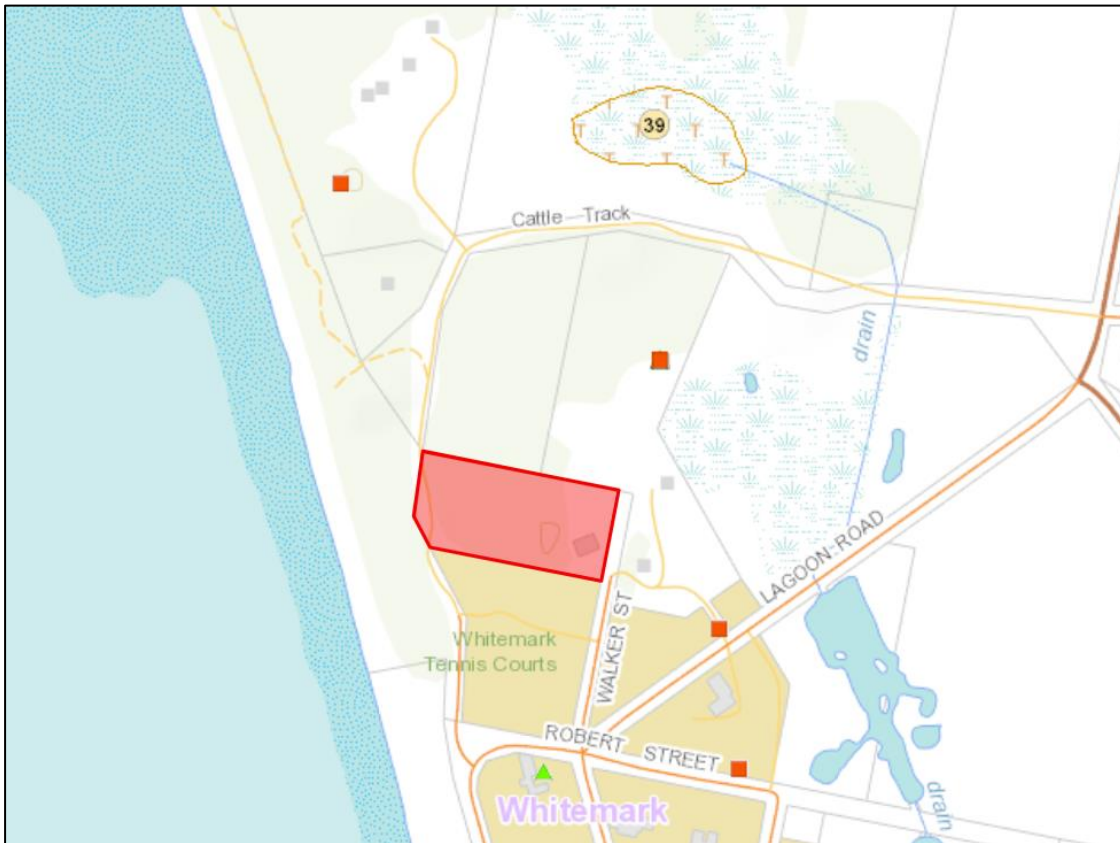 39
Cattle Track
drain
LAGOON ROAD
WALKER ST
Whitemark
Tennis Courts
ROBERT STREET
Whitemark
drain
T T T T T T T T